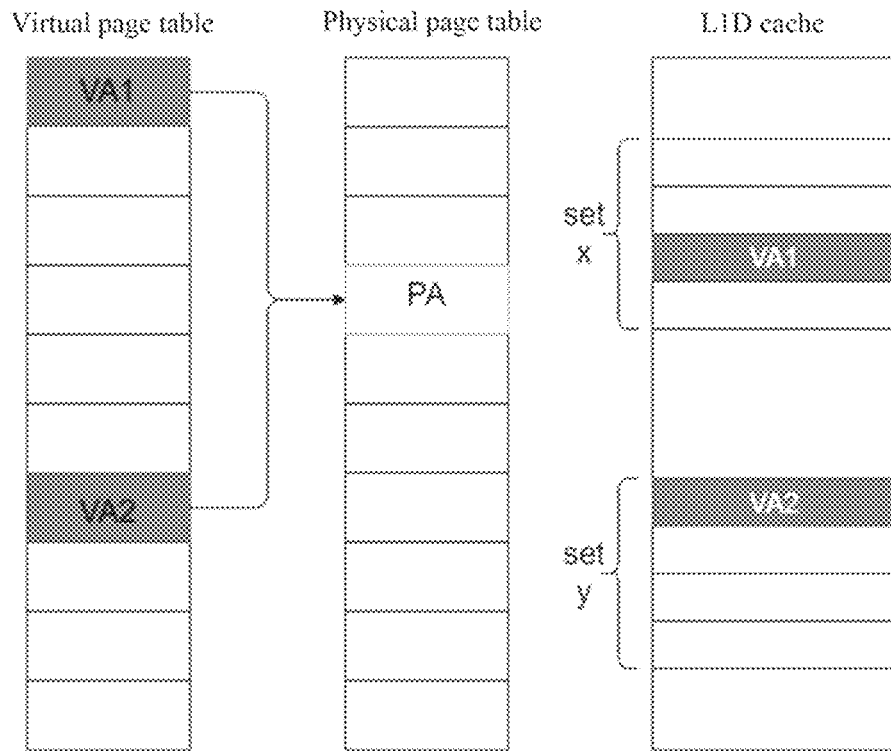 Virtual page table
Physical page table
L1D cache
VA1
set
x
VA1
PA
VA2
VA2
set
y